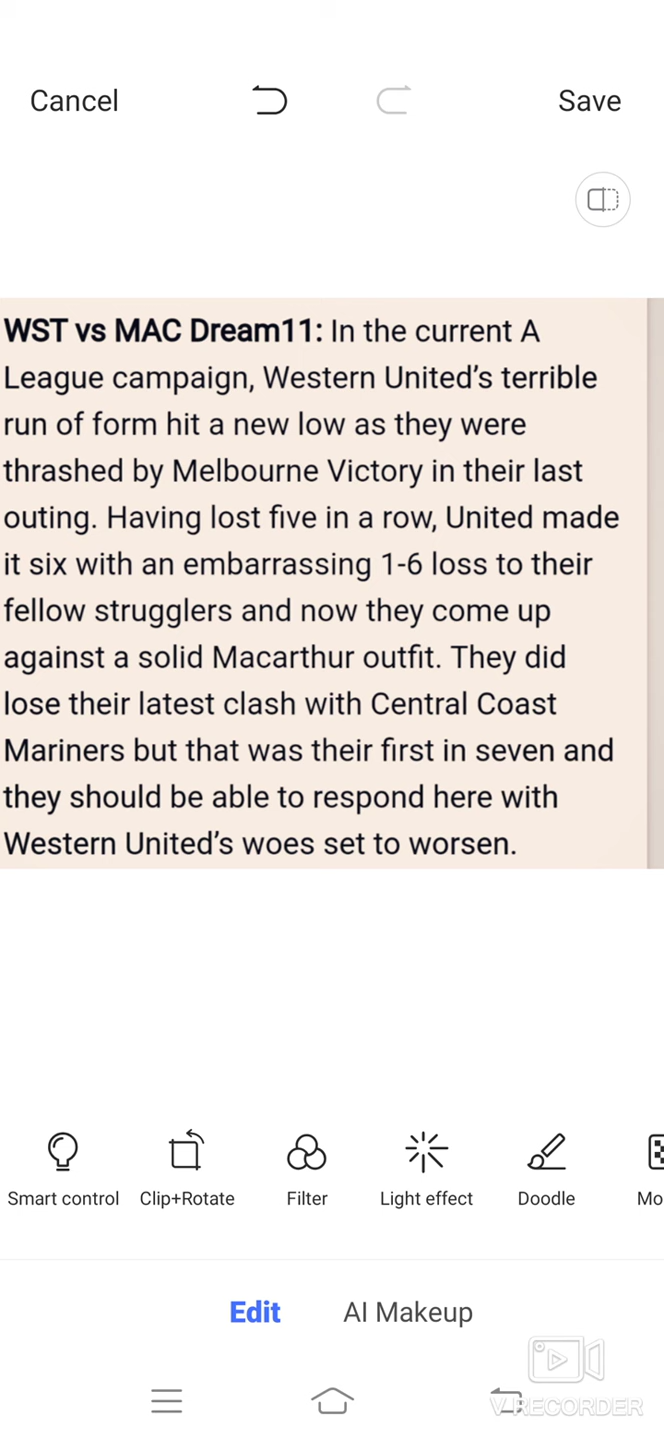 Cancel
Save
WST vs MAC Dream11: In the current A
League campaign, Western United's terrible
run of form hit a new low as they were
thrashed by Melbourne Victory in their last
outing. Having lost five in a row, United made
it six with an embarrassing 1-6 loss to their
fellow strugglers and now they come up
against a solid Macarthur outfit. They did
lose their latest clash with Central Coast
Mariners but that was their first in seven and
they should be able to respond here with
Western United's woes set to worsen.
Smart control Clip+Rotate Filter Light effect Doodle Mo
Edit AI Makeup
V RECORDER